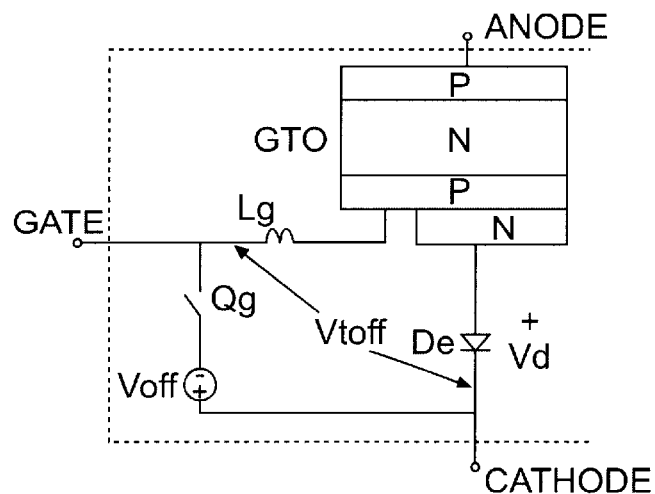 ANODE
P
GTO
N
P
N
GATE
Lg
Qg
Vtoff
De
+
Vd
Voff
-
+
CATHODE